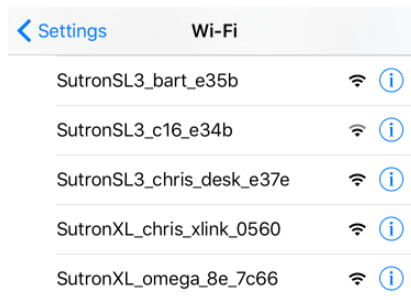 Settings Wi-Fi
SutronSL3_bart_e35b
SutronSL3_c16_e34b
SutronSL3_chris_desk_e37e
SutronXL_chris_xlink_0560
SutronXL_omega_8e_7c66